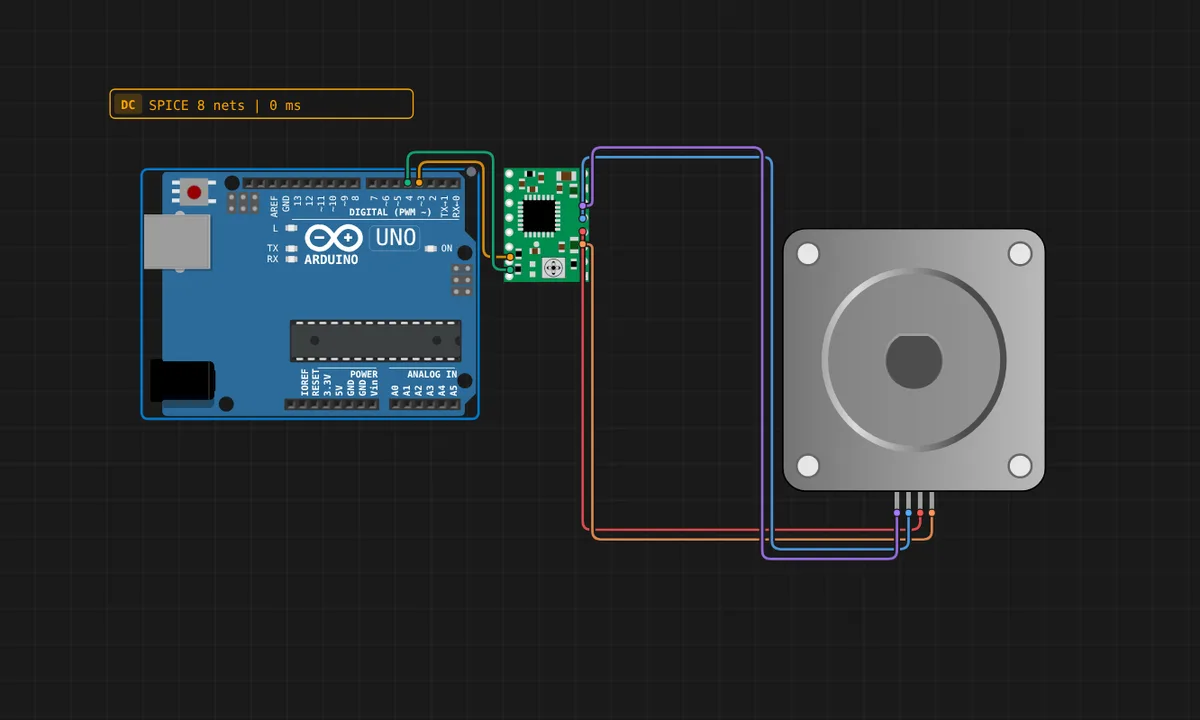 DC SPICE 8 nets | 0 ms
AREF
GND
13
12
~11
~10
~9
8
7
~6
~5
4
~3
2
TX→1
RX←0
DIGITAL (PWM ~)
L
TX
RX
UNO
ON
ARDUINO
POWER
ANALOG IN
IOREF
RESET
3.3V
5V
GND
GND
Vin
A0
A1
A2
A3
A4
A5